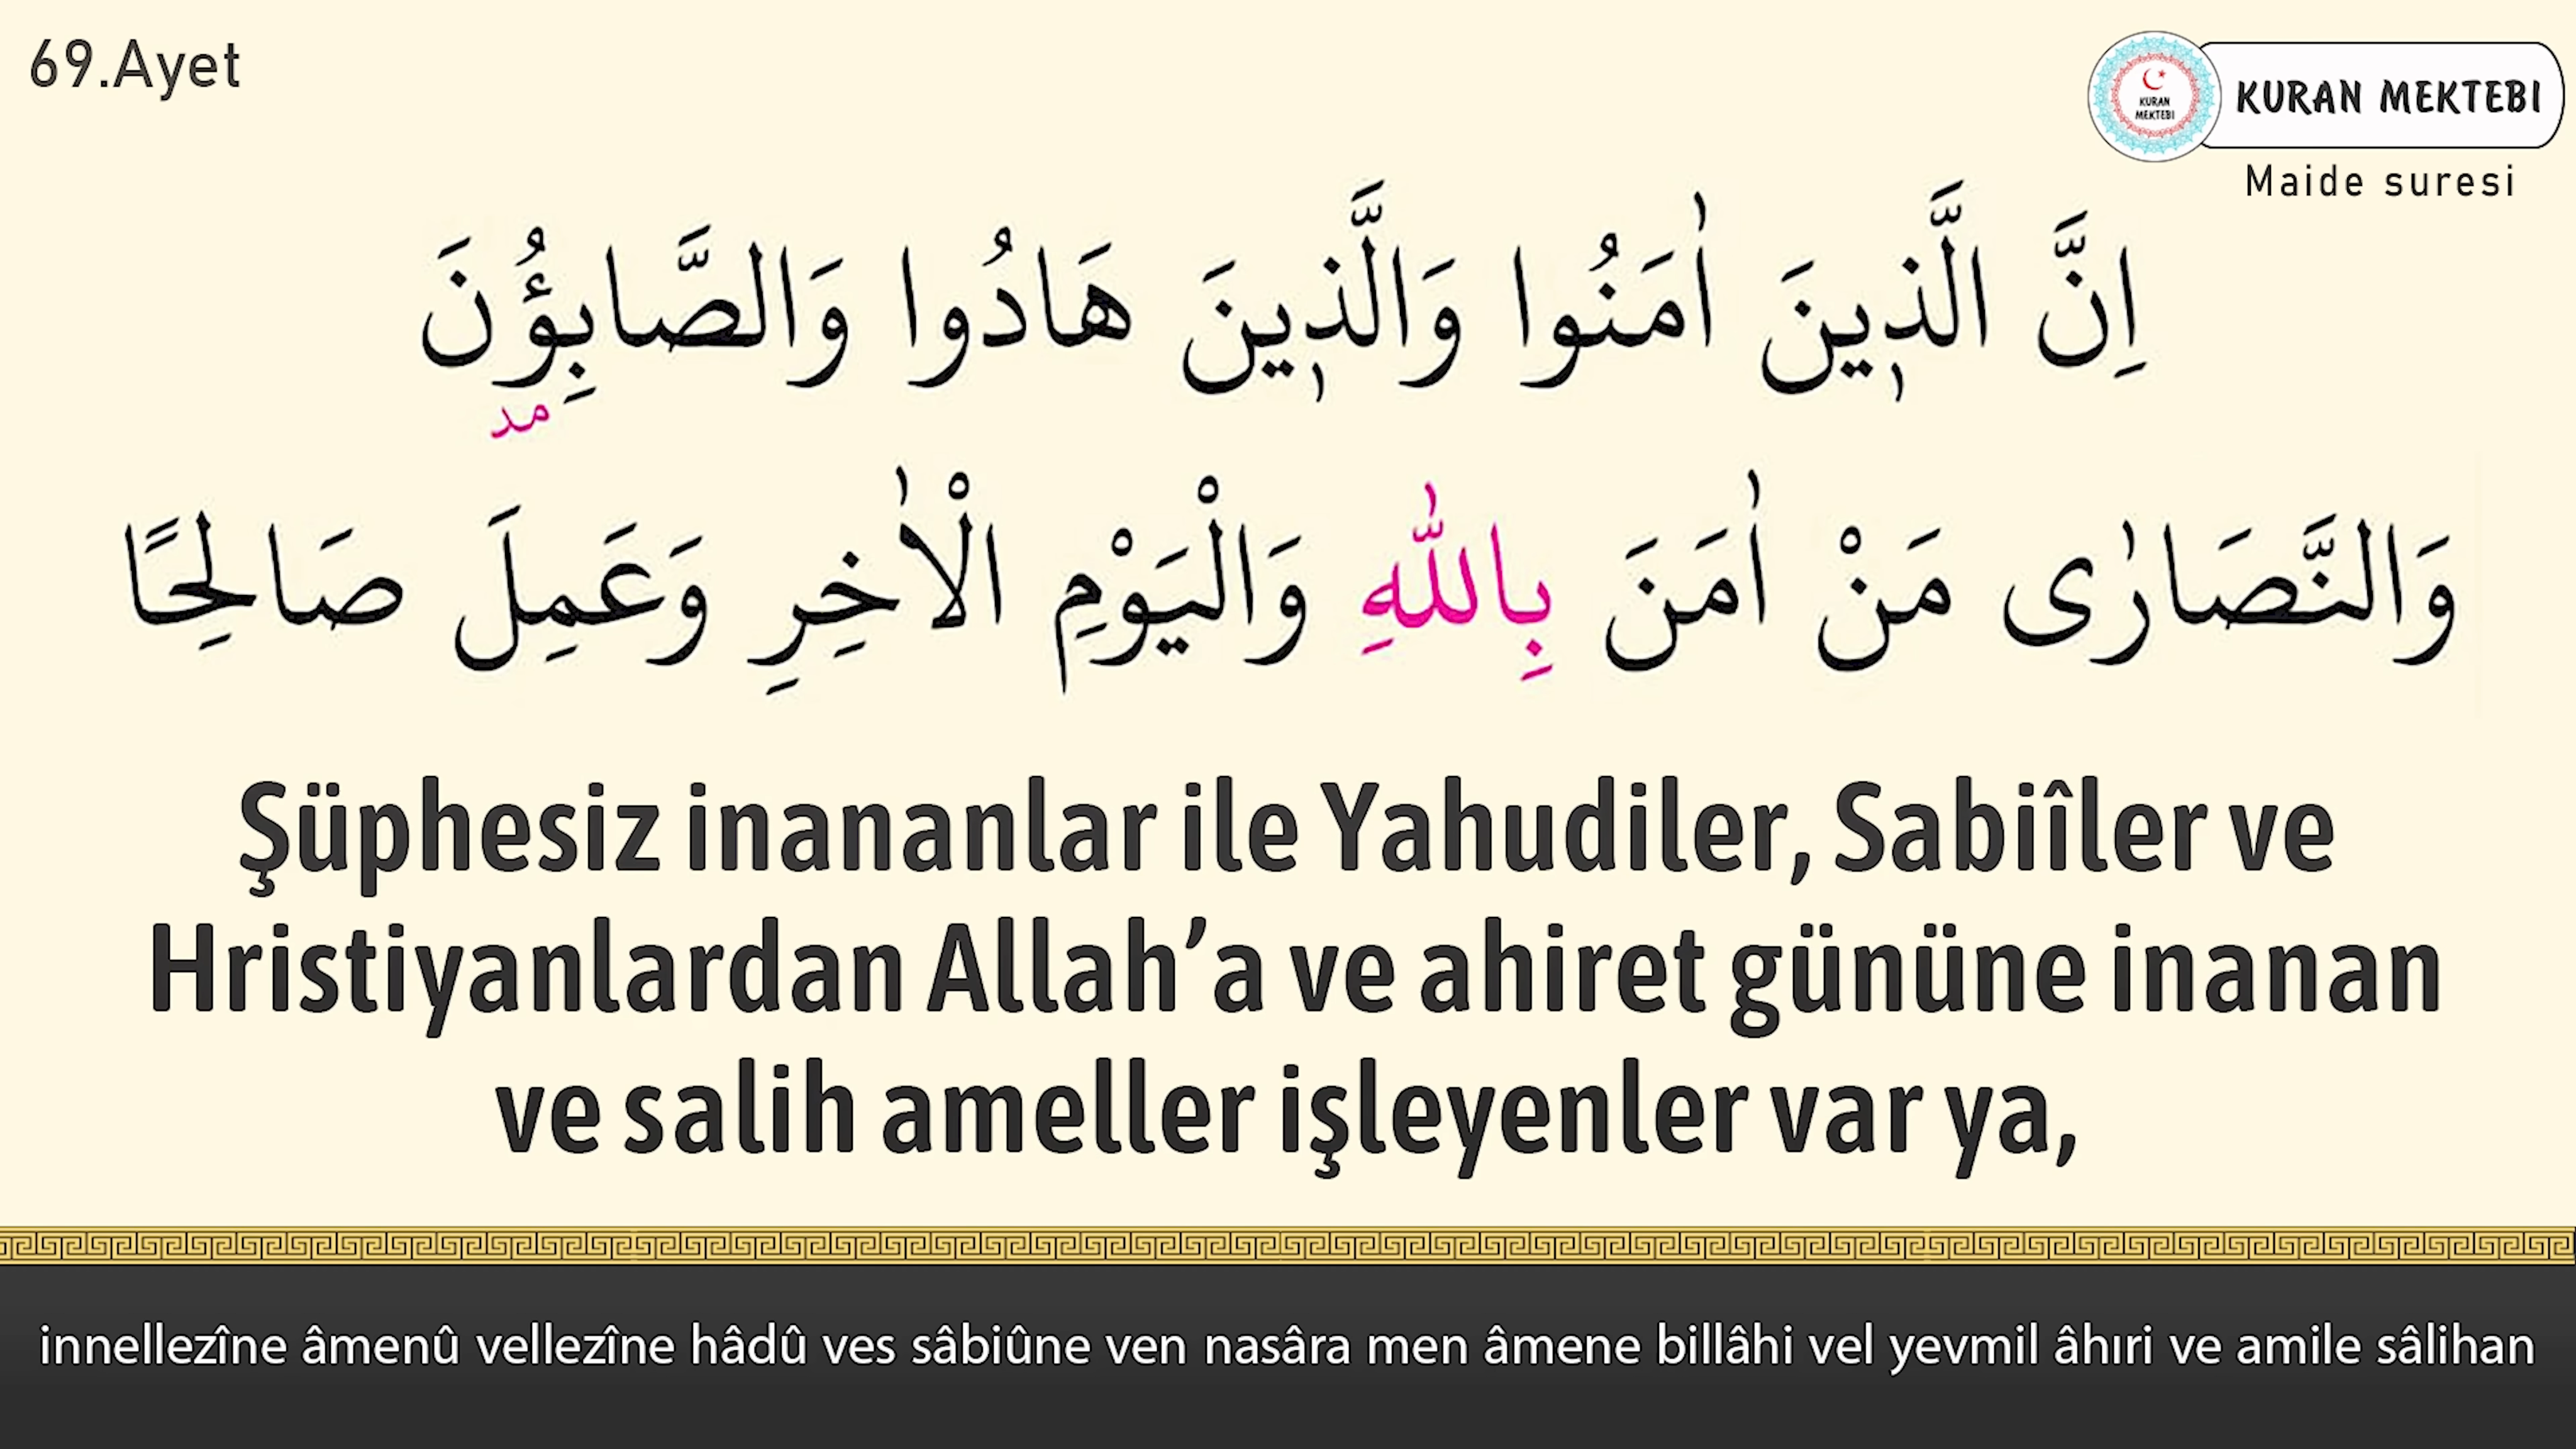 69.Ayet
KURAN MEKTEBI
KURAN
MEKTEBI
Maide suresi
اِنَّ الَّذ۪ينَ اٰمَنُوا وَالَّذ۪ينَ هَادُوا وَالصَّابِؤُ۫نَ
مد
وَالنَّصَارٰى مَنْ اٰمَنَ بِاللّٰهِ وَالْيَوْمِ الْاٰخِرِ وَعَمِلَ صَالِحًا
Şüphesiz inananlar ile Yahudiler, Sabiîler ve
Hristiyanlardan Allah’a ve ahiret gününe inanan
ve salih ameller işleyenler var ya,
innellezîne âmenû vellezîne hâdû ves sâbiûne ven nasâra men âmene billâhi vel yevmil âhıri ve amile sâlihan